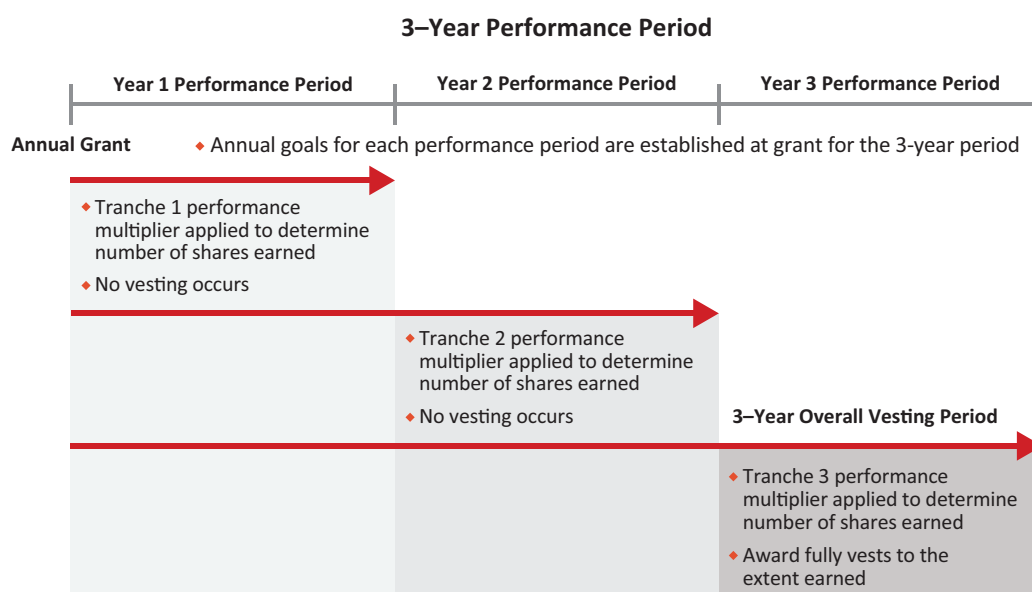 3–Year Performance Period
Year 1 Performance Period
Year 2 Performance Period
Year 3 Performance Period
Annual Grant
◆ Annual goals for each performance period are established at grant for the 3-year period
◆ Tranche 1 performance
multiplier applied to determine
number of shares earned
◆ No vesting occurs
◆ Tranche 2 performance
multiplier applied to determine
number of shares earned
◆ No vesting occurs
3–Year Overall Vesting Period
◆ Tranche 3 performance
multiplier applied to determine
number of shares earned
◆ Award fully vests to the
extent earned